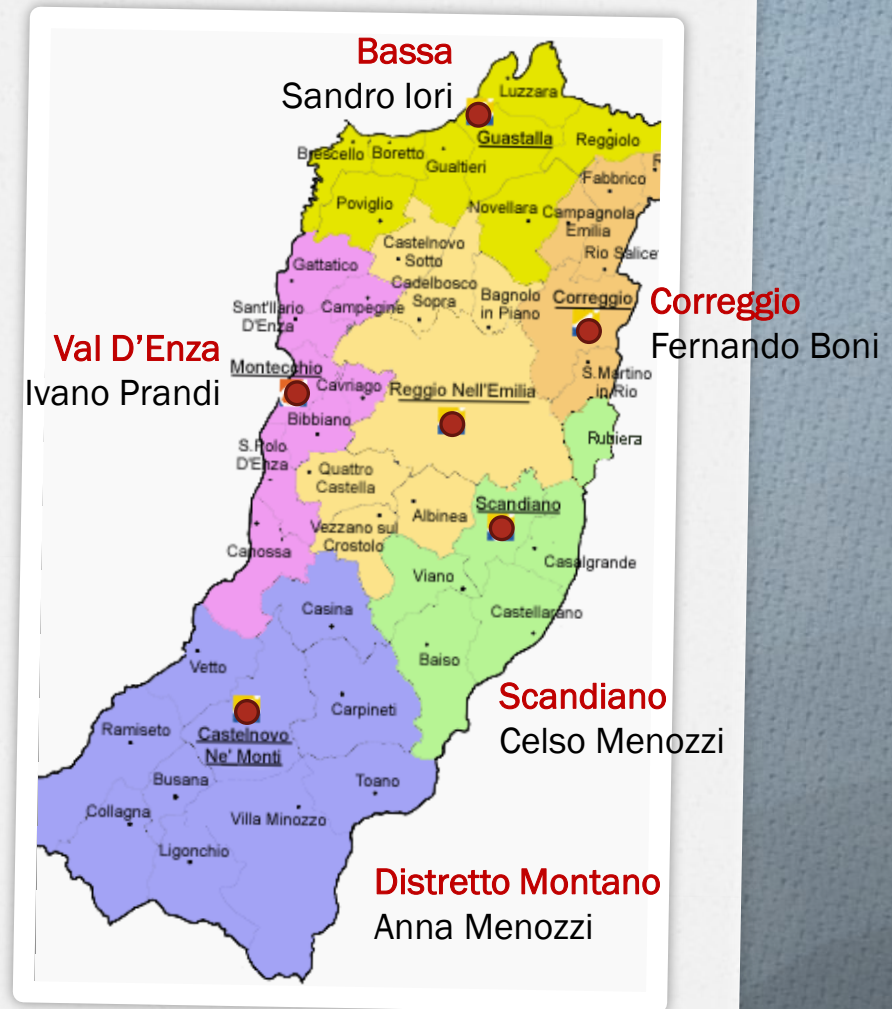 Bassa
Sandro Iori
Luzzara
Guastalla
Reggiolo
Brescello
Boretto
Gualtieri
Fabbrico
R
Poviglio
Novellara
Campagnola
Emilia
Castelnovo
Sotto
Rio Salice
Gattatico
Cadelbosco
Sopra
Bagnolo
in Piano
Correggio
Correggio
Fernando Boni
Sant'Ilario
D'Enza
Campegine
Val D'Enza
Ivano Prandi
Montecchio
Cavriago
Reggio Nell'Emilia
S.Martino
in Rio
Bibbiano
Rubiera
S.Polo
D'Enza
Quattro
Castella
Scandiano
Albinea
Vezzano sul
Crostolo
Canossa
Casalgrande
Viano
Casina
Castellarano
Baiso
Vetto
Scandiano
Celso Menozzi
Carpineti
Ramiseto
Castelnovo
Ne' Monti
Busana
Toano
Collagna
Villa Minozzo
Ligonchio
Distretto Montano
Anna Menozzi